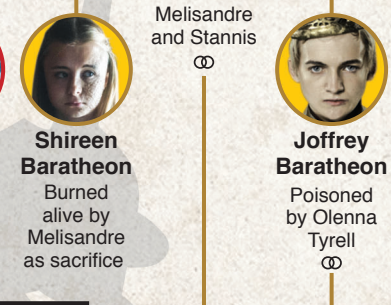 Melisandre
and Stannis
Shireen
Baratheon
Burned
alive by
Melisandre
as sacrifice
Joffrey
Baratheon
Poisoned
by Olenna
Tyrell